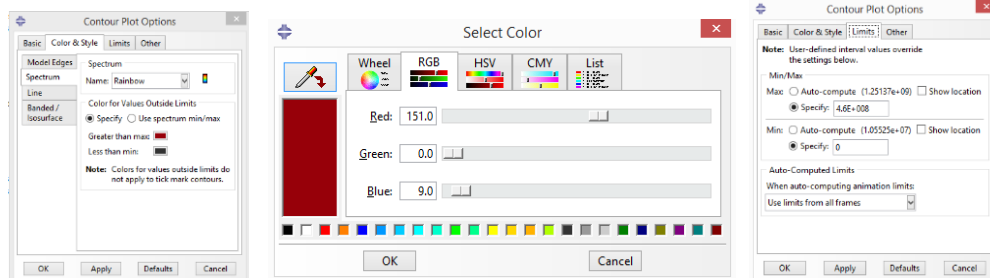 Contour Plot Options
Basic Color & Style Limits Other
Model Edges
Spectrum
Line
Banded /
Isosurface
Spectrum
Name: Rainbow
Color for Values Outside Limits
Specify Use spectrum min/max
Greater than max:
Less than min:
Note: Colors for values outside limits do
not apply to tick mark contours.
OK Apply Defaults Cancel
Select Color
Wheel RGB HSV CMY List
Red: 151.0
Green: 0.0
Blue: 9.0
OK Cancel
Contour Plot Options
Basic Color & Style Limits Other
Note: User-defined interval values override
the settings below.
Min/Max
Max: Auto-compute (1.25137e+09) Show location
Specify: 4.6E+008
Min: Auto-compute (1.05525e+07) Show location
Specify: 0
Auto-Computed Limits
When auto-computing animation limits:
Use limits from all frames
OK Apply Defaults Cancel